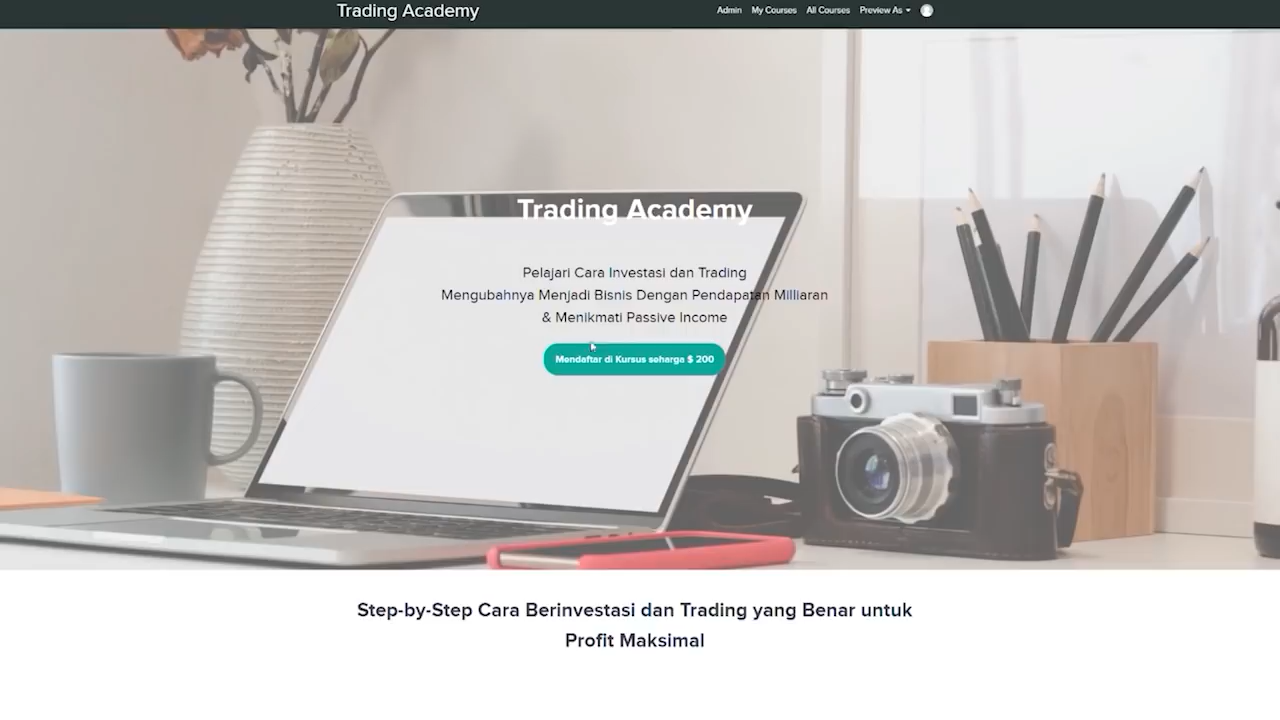 Trading Academy
Admin My Courses All Courses Preview As
Trading Academy
Pelajari Cara Investasi dan Trading
Mengubahnya Menjadi Bisnis Dengan Pendapatan Milliaran
& Menikmati Passive Income
Mendaftar di Kursus seharga $ 200
Step-by-Step Cara Berinvestasi dan Trading yang Benar untuk
Profit Maksimal